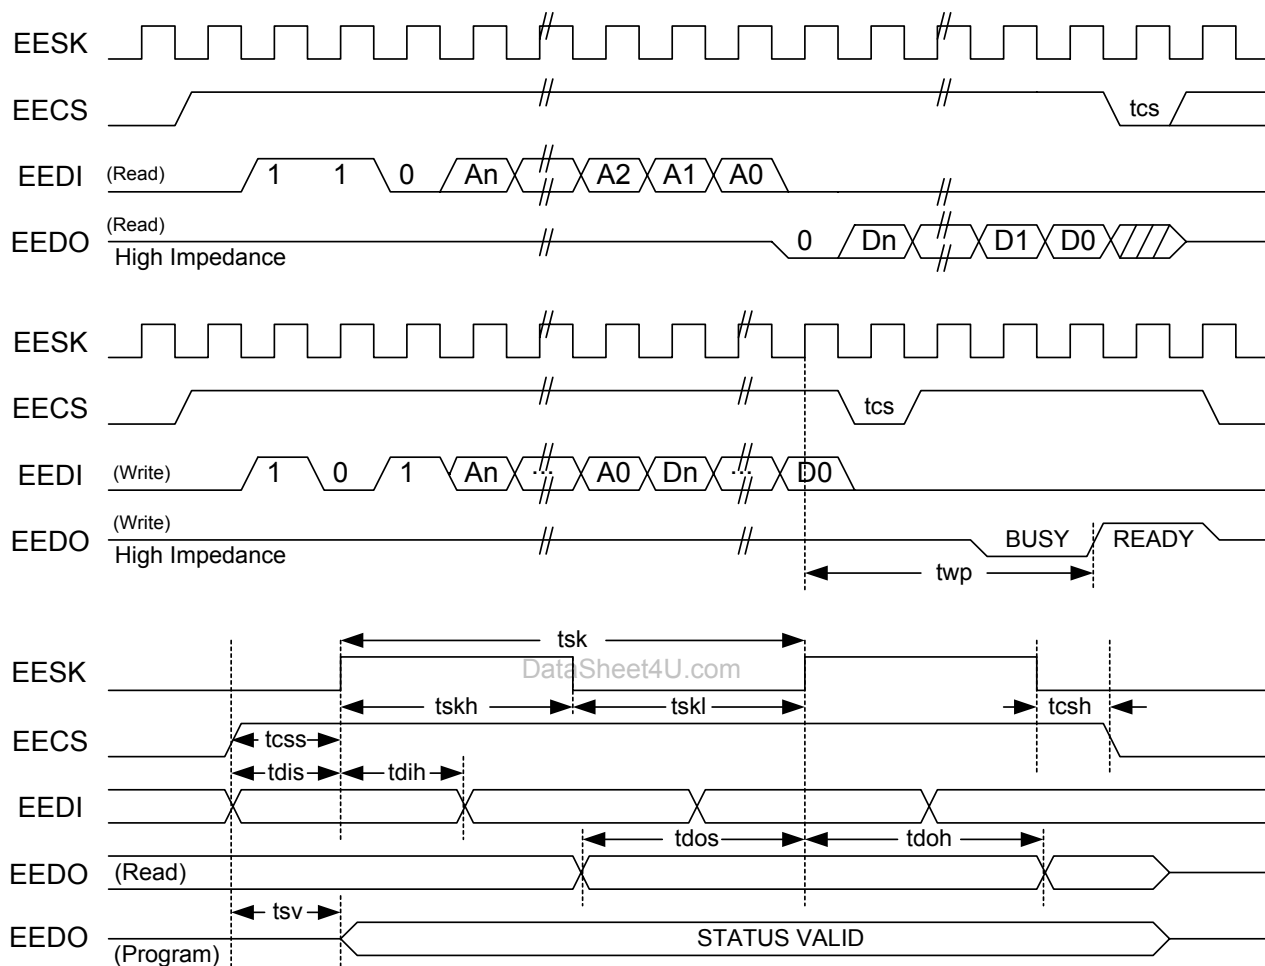 EESK
EECS tcs
EEDI (Read) 1 1 0 An A2 A1 A0
EEDO (Read) High Impedance 0 Dn D1 D0
EESK
EECS tcs
EEDI (Write) 1 0 1 An ... A0 Dn ... D0
EEDO (Write) High Impedance BUSY READY
twp
tsk
EESK DataSheet4U.com
tskh tskl tcsh
EECS tcss
tdis tdih
EEDI
tdos tdoh
EEDO (Read)
tsv
EEDO (Program) STATUS VALID